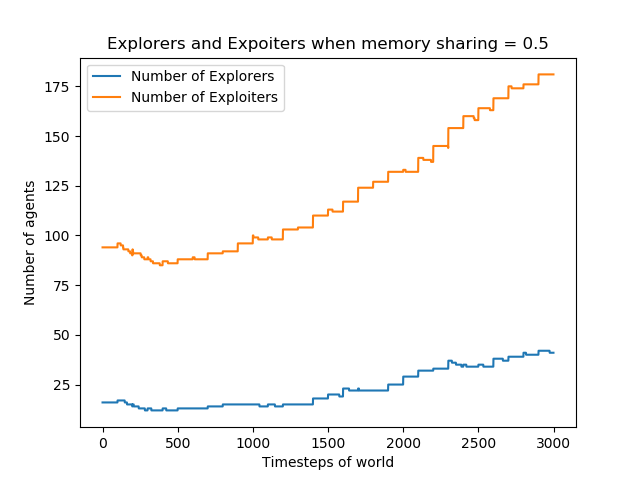 Explorers and Expoiters when memory sharing = 0.5
Number of Explorers
Number of Exploiters
175
150
125
100
75
50
25
Number of agents
0 500 1000 1500 2000 2500 3000
Timesteps of world